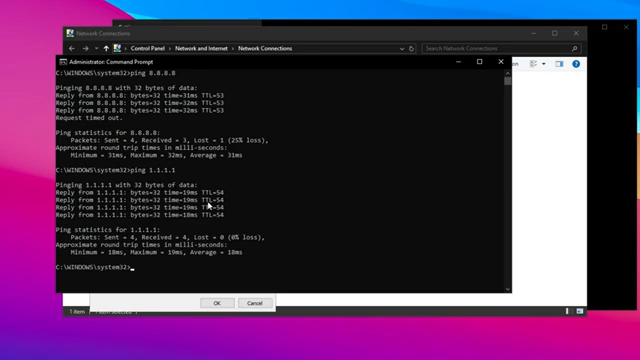 Network Connections
Control Panel > Network and Internet > Network Connections
Search Network Connections
Administrator: Command Prompt
C:\WINDOWS\system32>ping 8.8.8.8
Pinging 8.8.8.8 with 32 bytes of data:
Reply from 8.8.8.8: bytes=32 time=31ms TTL=53
Reply from 8.8.8.8: bytes=32 time=32ms TTL=53
Reply from 8.8.8.8: bytes=32 time=32ms TTL=53
Request timed out.
Ping statistics for 8.8.8.8:
Packets: Sent = 4, Received = 3, Lost = 1 (25% loss),
Approximate round trip times in milli-seconds:
Minimum = 31ms, Maximum = 32ms, Average = 31ms
C:\WINDOWS\system32>ping 1.1.1.1
Pinging 1.1.1.1 with 32 bytes of data:
Reply from 1.1.1.1: bytes=32 time=19ms TTL=54
Reply from 1.1.1.1: bytes=32 time=19ms TTL=54
Reply from 1.1.1.1: bytes=32 time=19ms TTL=54
Reply from 1.1.1.1: bytes=32 time=18ms TTL=54
Ping statistics for 1.1.1.1:
Packets: Sent = 4, Received = 4, Lost = 0 (0% loss),
Approximate round trip times in milli-seconds:
Minimum = 18ms, Maximum = 19ms, Average = 18ms
C:\WINDOWS\system32>
OK
Cancel
1 item
1 item selected